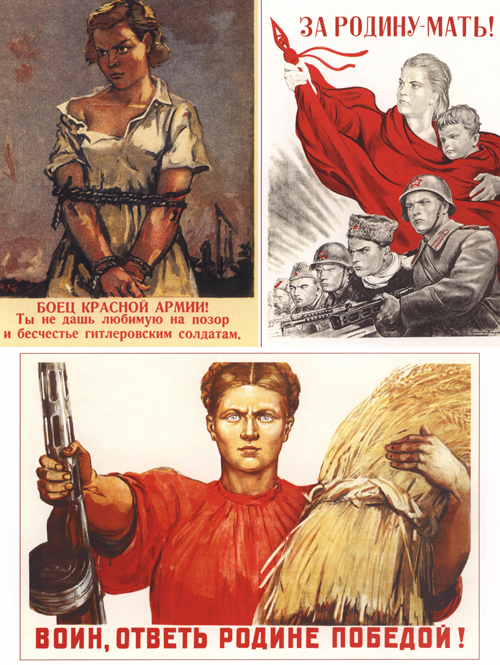 БОЕЦ КРАСНОЙ АРМИИ!
Ты не дашь любимую на позор
и бесчестье гитлеровским солдатам.
ЗА РОДИНУ-МАТЬ!
ВОИН, ОТВЕТЬ РОДИНЕ ПОБЕДОЙ!